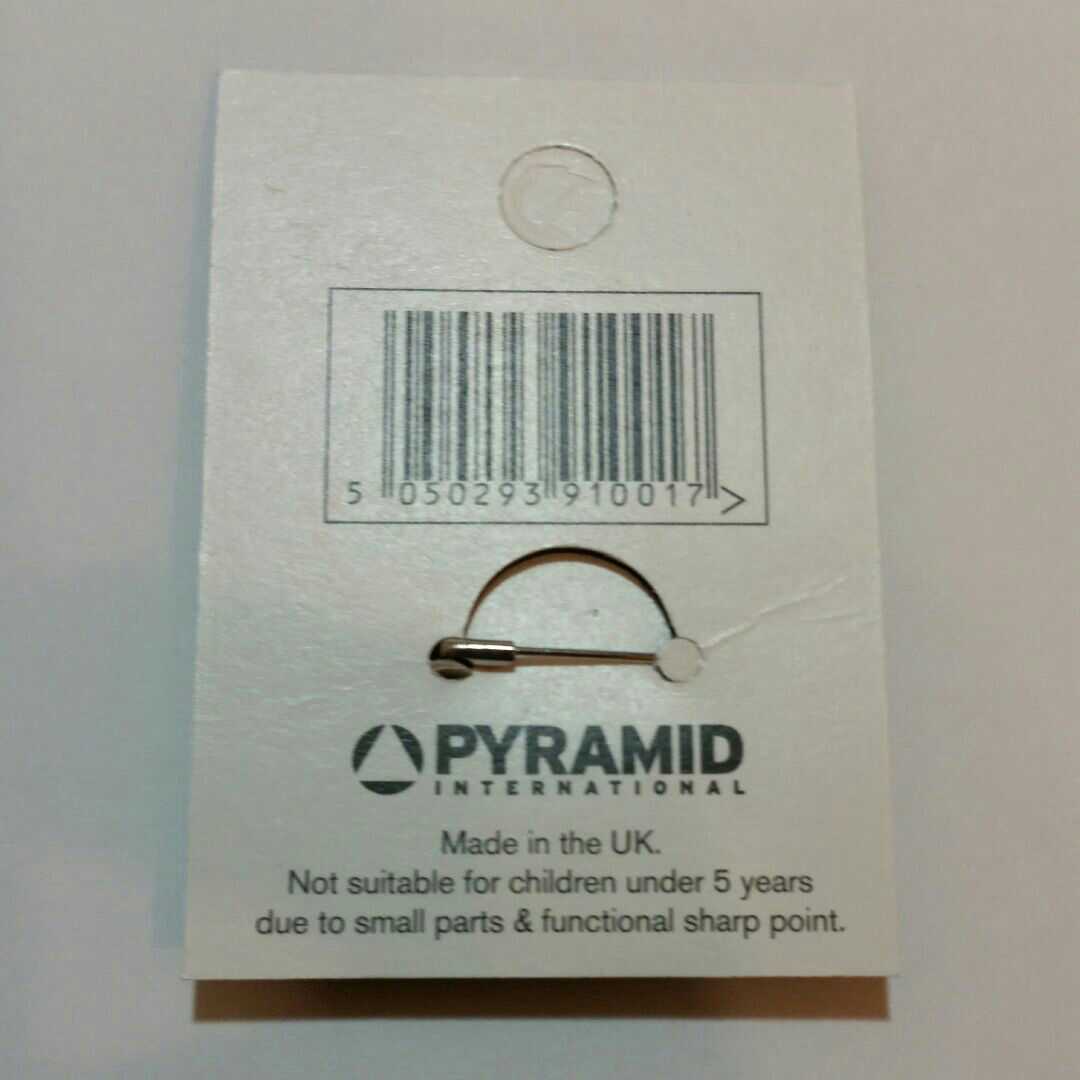 5 050293 910017 >
PYRAMID
INTERNATIONAL
Made in the UK.
Not suitable for children under 5 years
due to small parts & functional sharp point.